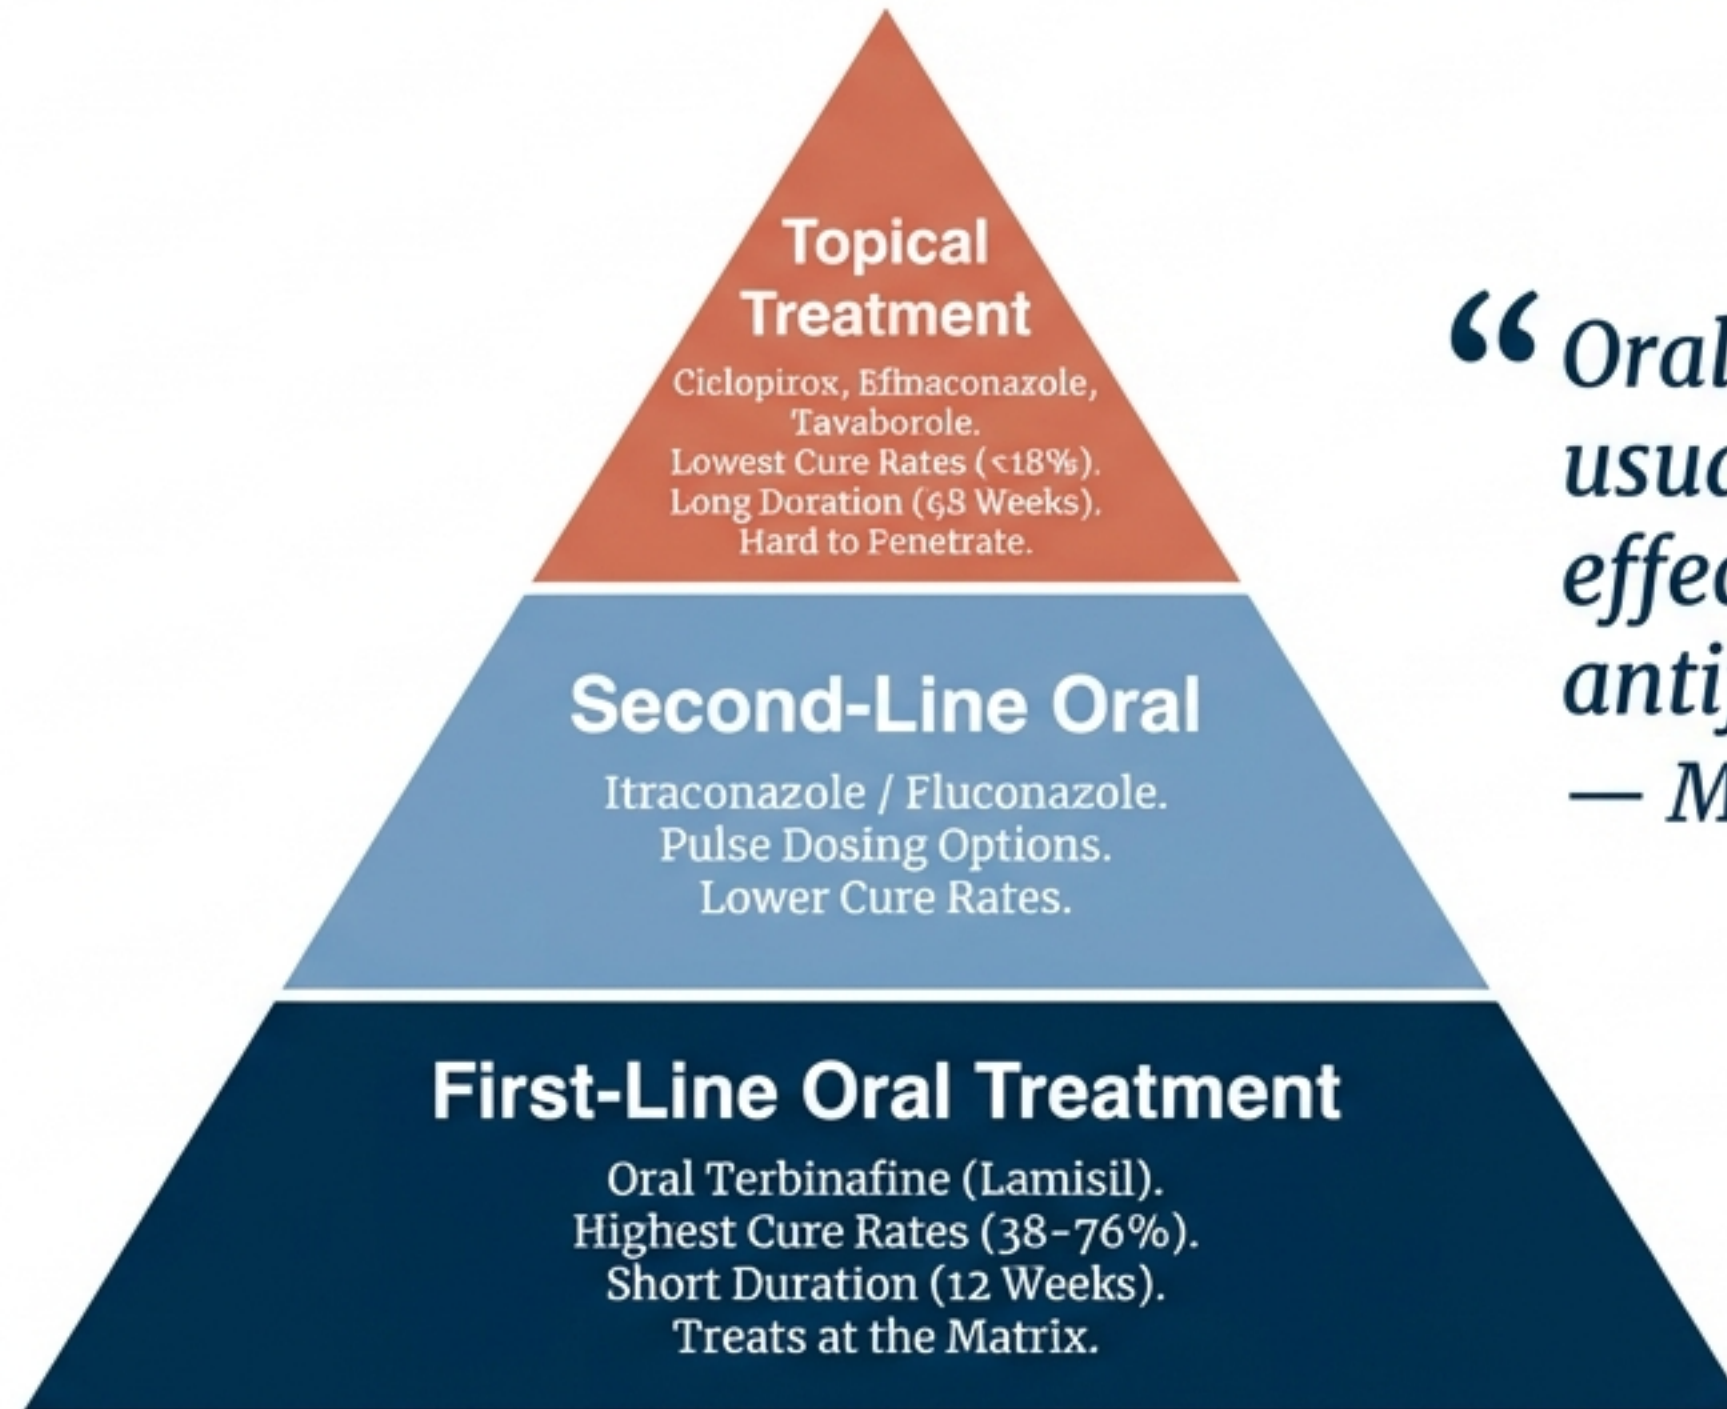 Topical
Treatment
Ciclopirox, Efinaconazole,
Tavaborole.
Lowest Cure Rates (<18%).
Long Doration (68 Weeks).
Hard to Penetrate.
Second-Line Oral
Itraconazole / Fluconazole.
Pulse Dosing Options.
Lower Cure Rates.
First-Line Oral Treatment
Oral Terbinafine (Lamisil).
Highest Cure Rates (38-76%).
Short Duration (12 Weeks).
Treats at the Matrix.
“ Oral
— M